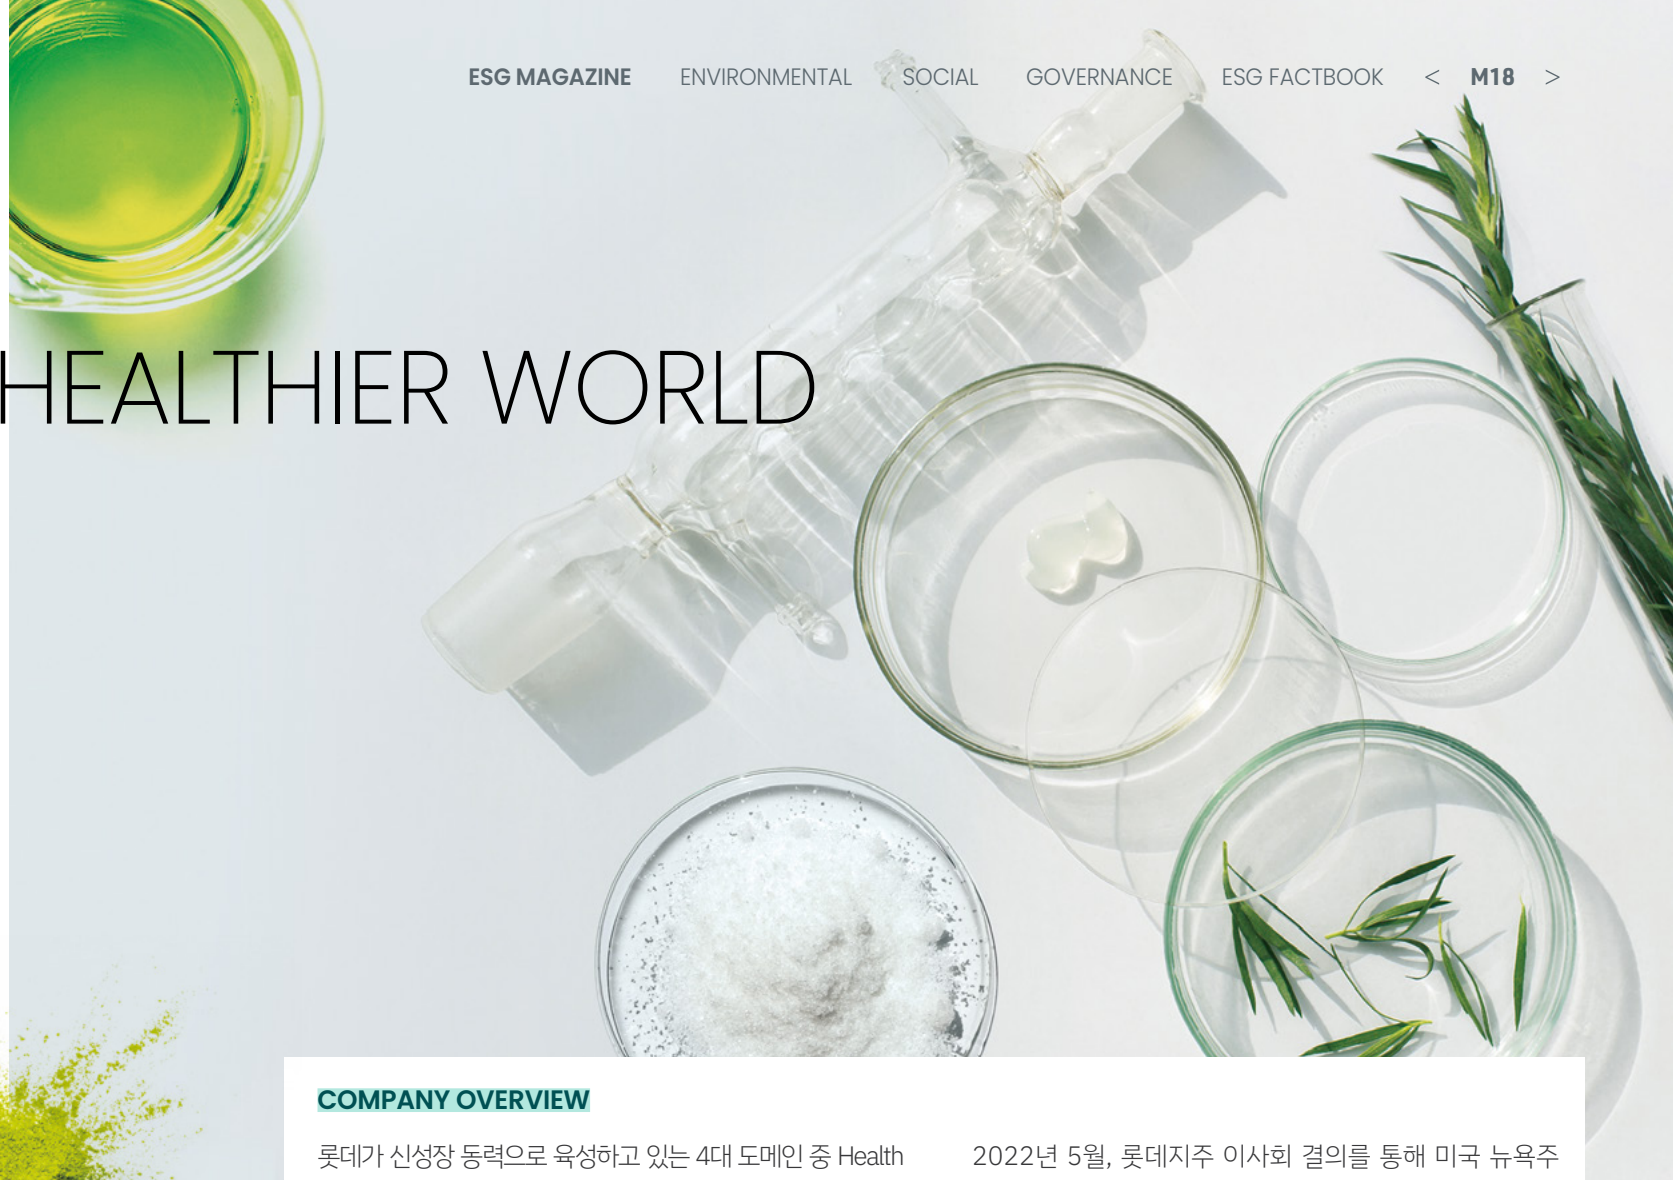 ESG MAGAZINE ENVIRONMENTAL SOCIAL GOVERNANCE ESG FACTBOOK < M18 >
HEALTHIER WORLD
COMPANY OVERVIEW
롯데가 신성장 동력으로 육성하고 있는 4대 도메인 중 Health
2022년 5월, 롯데지주 이사회 결의를 통해 미국 뉴욕주